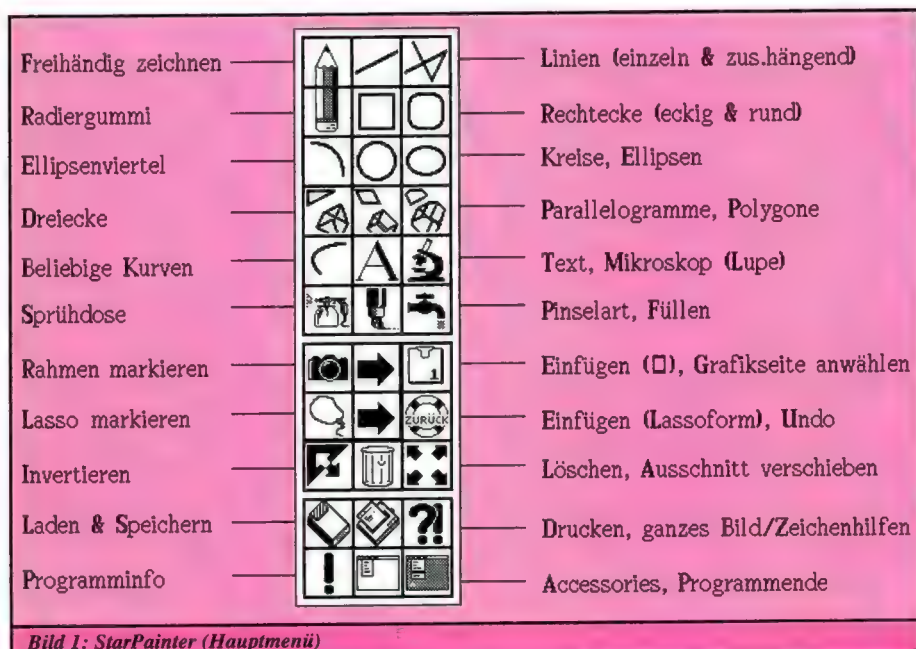 Freihändig zeichnen
Linien (einzeln & zus.hängend)
Radiergummi
Rechtecke (eckig & rund)
Ellipsenviertel
Kreise, Ellipsen
Dreiecke
Parallelogramme, Polygone
Beliebige Kurven
A
Text, Mikroskop (Lupe)
Sprühdose
Pinselart, Füllen
Rahmen markieren
1
Einfügen (□), Grafikseite anwählen
Lasso markieren
ZURÜCK
Einfügen (Lassoform), Undo
Invertieren
Löschen, Ausschnitt verschieben
Laden & Speichern
?!
Drucken, ganzes Bild/Zeichenhilfen
Programminfo
!
Accessories, Programmende
Bild 1: StarPainter (Hauptmenü)